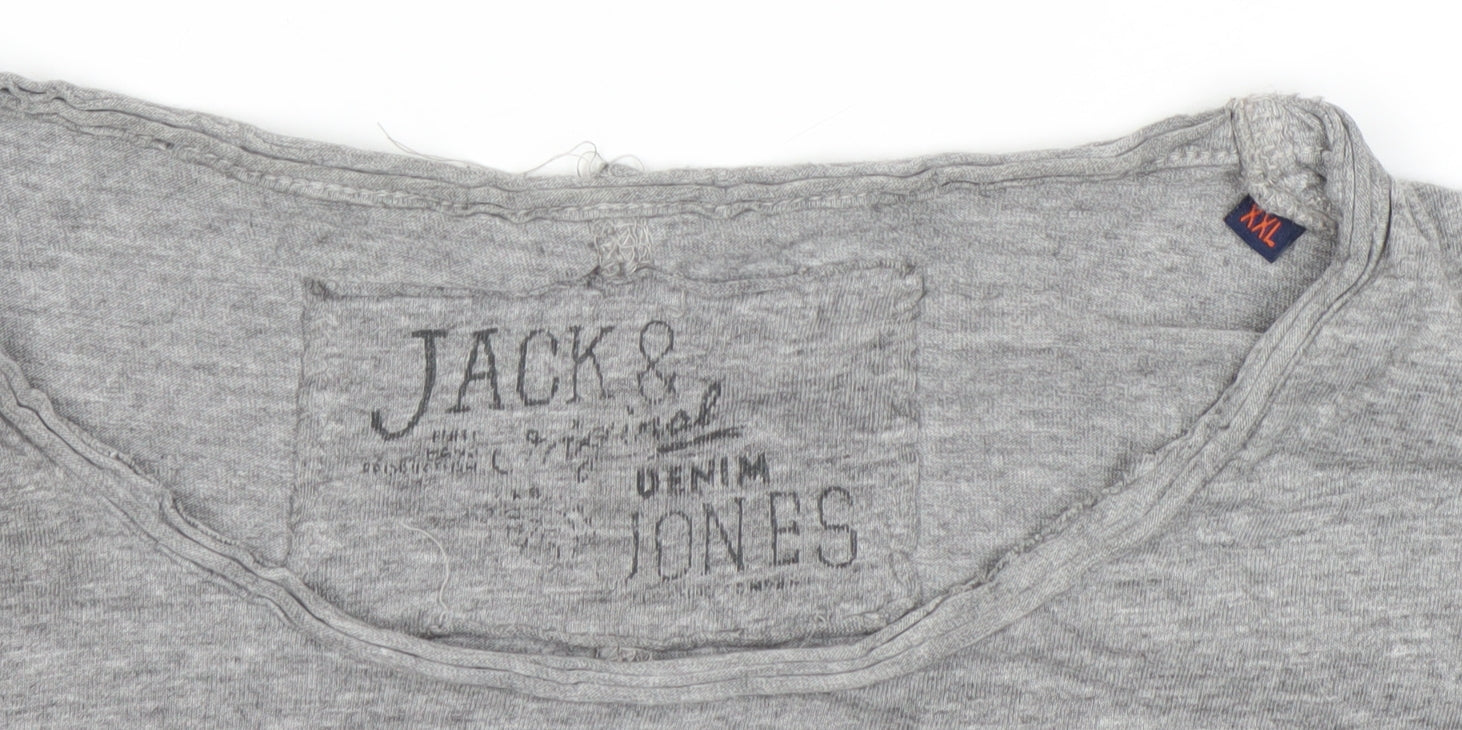 JACK &
Original
DENIM
JONES
XXL